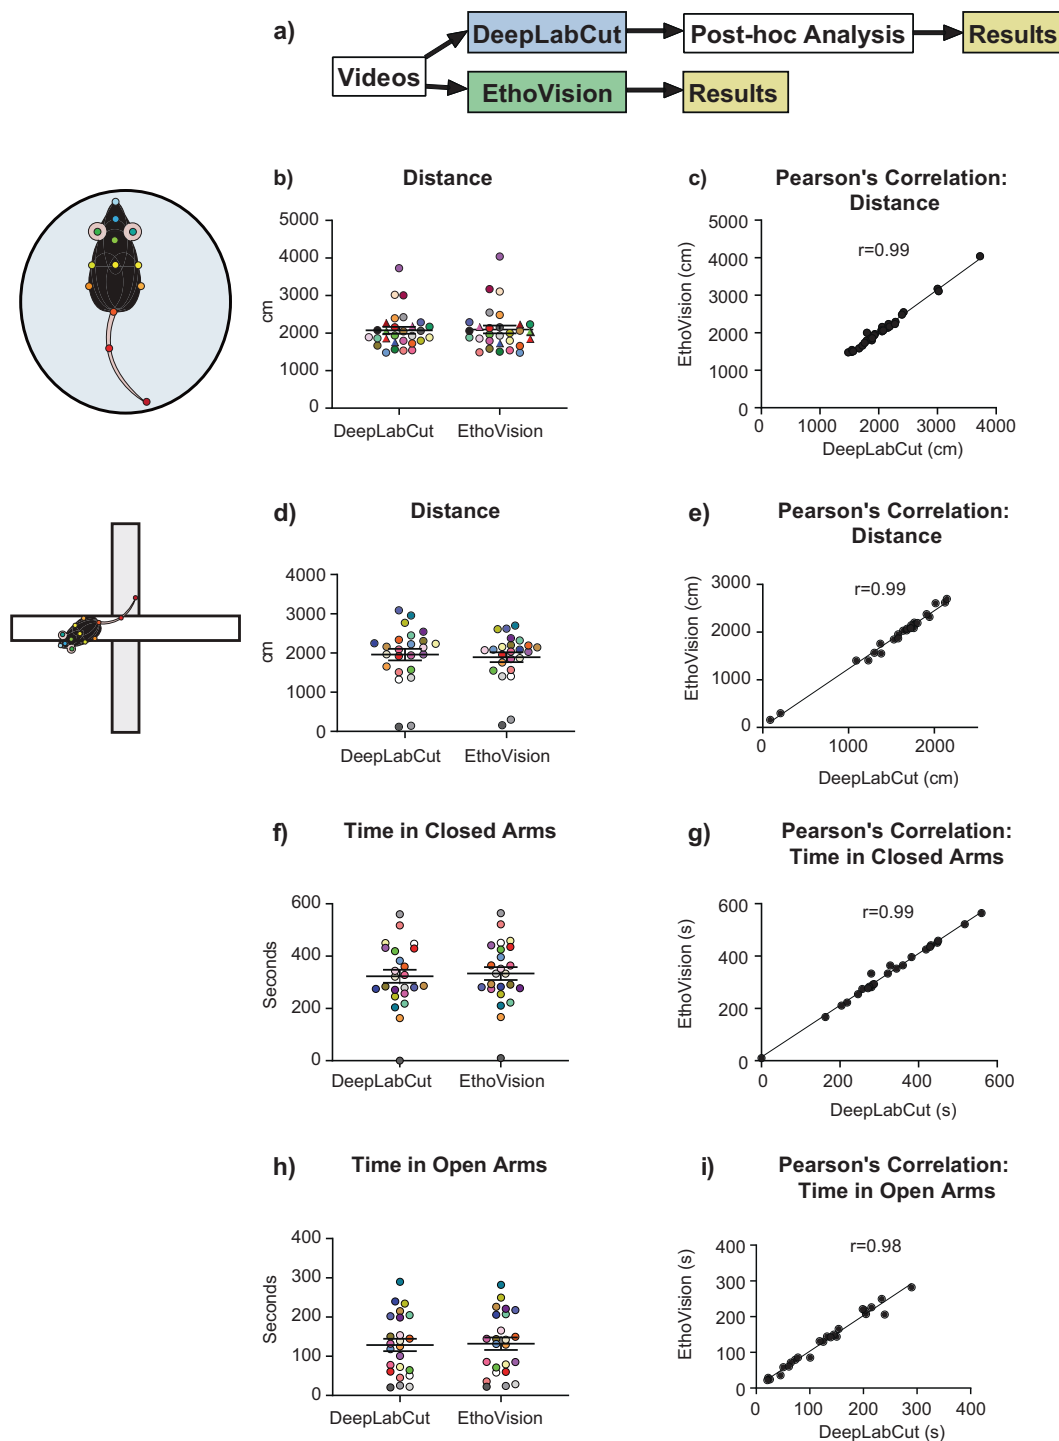 a)
DeepLabCut
Post-hoc Analysis
Results
Videos
EthoVision
Results
b)
Distance
5000
4000
3000
2000
1000
0
cm
DeepLabCut
EthoVision
c)
Pearson's Correlation:
Distance
r=0.99
5000
4000
3000
2000
1000
0
EthoVision (cm)
0
1000
2000
3000
4000
DeepLabCut (cm)
d)
Distance
4000
3000
2000
1000
0
cm
DeepLabCut
EthoVision
e)
Pearson's Correlation:
Distance
r=0.99
3000
2000
1000
0
EthoVision (cm)
0
1000
2000
DeepLabCut (cm)
f)
Time in Closed Arms
600
400
200
0
Seconds
DeepLabCut
EthoVision
g)
Pearson's Correlation:
Time in Closed Arms
r=0.99
600
400
200
0
EthoVision (s)
0
200
400
600
DeepLabCut (s)
h)
Time in Open Arms
400
300
200
100
0
Seconds
DeepLabCut
EthoVision
i)
Pearson's Correlation:
Time in Open Arms
r=0.98
400
300
200
100
0
EthoVision (s)
0
100
200
300
400
DeepLabCut (s)